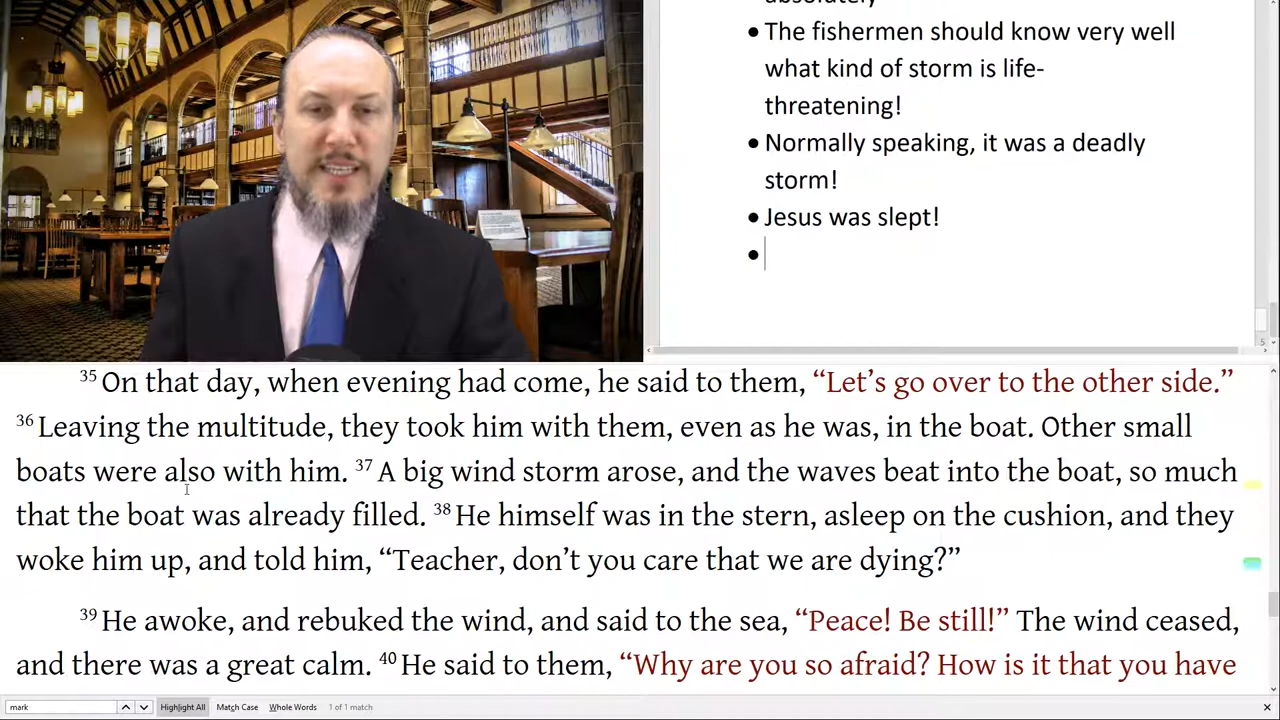 absolutely
• The fishermen should know very well
what kind of storm is life-
threatening!
• Normally speaking, it was a deadly
storm!
• Jesus was slept!
•
5
35 On that day, when evening had come, he said to them, “Let’s go over to the other side.”
36 Leaving the multitude, they took him with them, even as he was, in the boat. Other small
boats were also with him. 37 A big wind storm arose, and the waves beat into the boat, so much
that the boat was already filled. 38 He himself was in the stern, asleep on the cushion, and they
woke him up, and told him, “Teacher, don’t you care that we are dying?”
39 He awoke, and rebuked the wind, and said to the sea, “Peace! Be still!” The wind ceased,
and there was a great calm. 40 He said to them, “Why are you so afraid? How is it that you have
mark Highlight All Match Case Whole Words 1 of 1 match